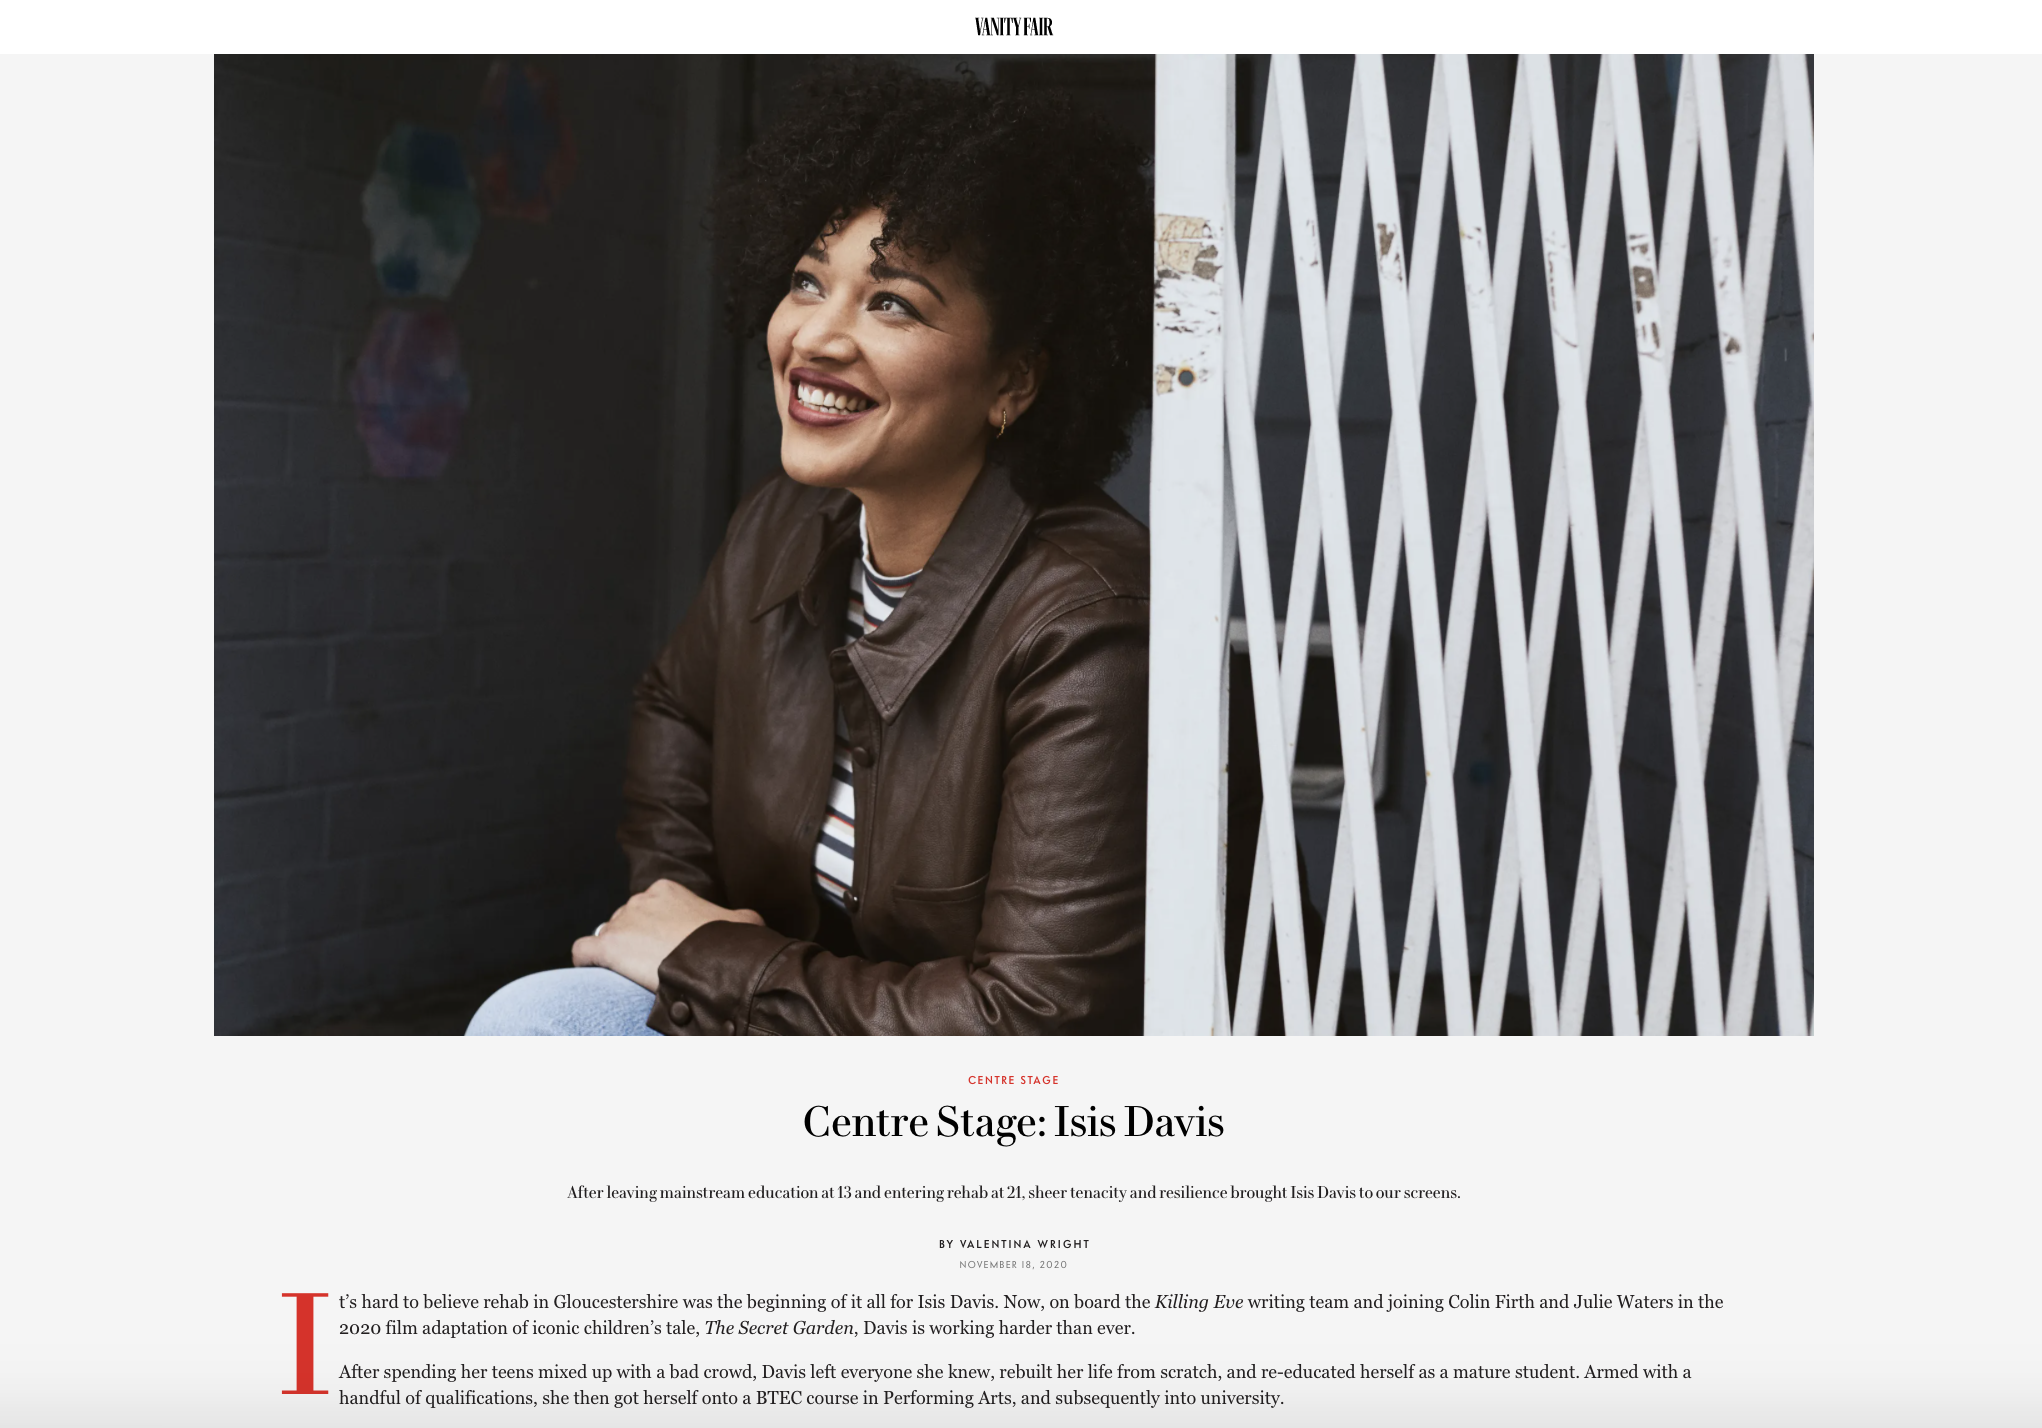 VANITY FAIR
CENTRE STAGE
Centre Stage: Isis Davis
After leaving mainstream education at 13 and entering rehab at 21, sheer tenacity and resilience brought Isis Davis to our screens.
BY VALENTINA WRIGHT
NOVEMBER 18, 2020
It’s hard to believe rehab in Gloucestershire was the beginning of it all for Isis Davis. Now, on board the Killing Eve writing team and joining Colin Firth and Julie Waters in the
2020 film adaptation of iconic children’s tale, The Secret Garden, Davis is working harder than ever.
After spending her teens mixed up with a bad crowd, Davis left everyone she knew, rebuilt her life from scratch, and re-educated herself as a mature student. Armed with a
handful of qualifications, she then got herself onto a BTEC course in Performing Arts, and subsequently into university.